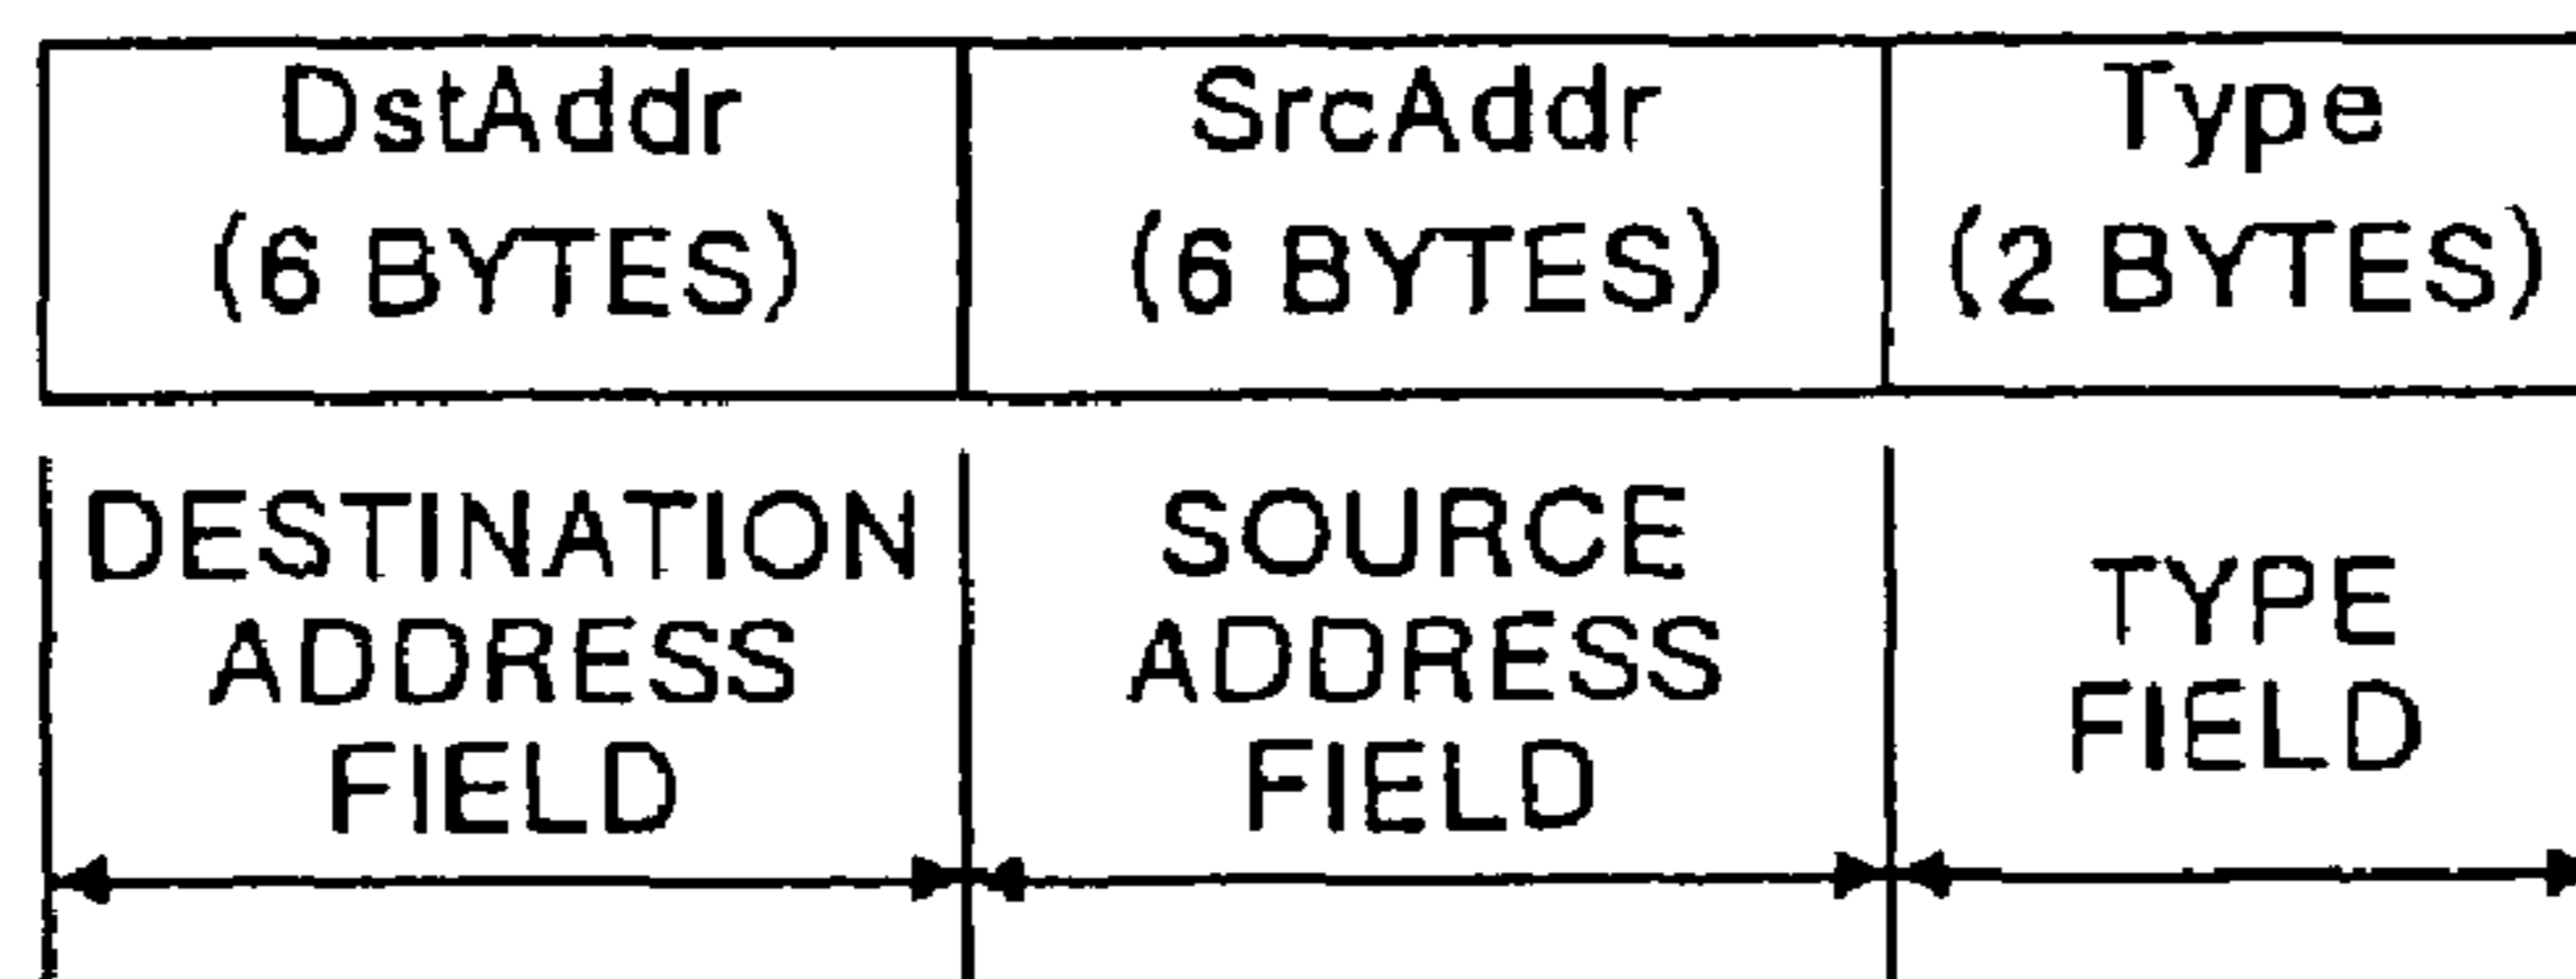 DstAddr
(6 BYTES)
SrcAddr
(6 BYTES)
Type
(2 BYTES)
DESTINATION
ADDRESS
FIELD
SOURCE
ADDRESS
FIELD
TYPE
FIELD